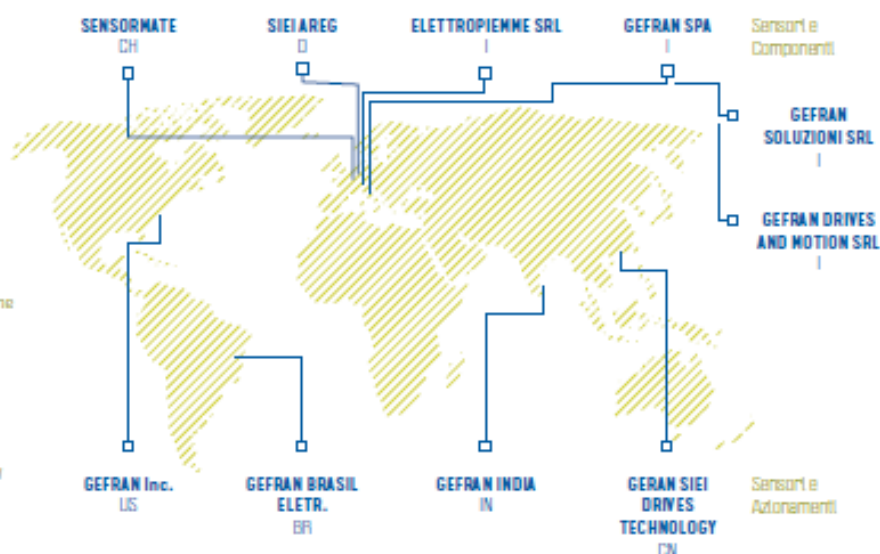 SENSORMATE
CH
SIEI AREG
D
ELETTROPIEMME SRL
I
GEFRAN SPA
I
Sensori e
Componenti
GEFRAN
SOLUZIONI SRL
I
GEFRAN DRIVES
AND MOTION SRL
I
GEFRAN Inc.
US
GEFRAN BRASIL
ELETR.
BR
GEFRAN INDIA
IN
GERAN SIEI
DRIVES
TECHNOLOGY
CN
Sensori e
Azionamenti